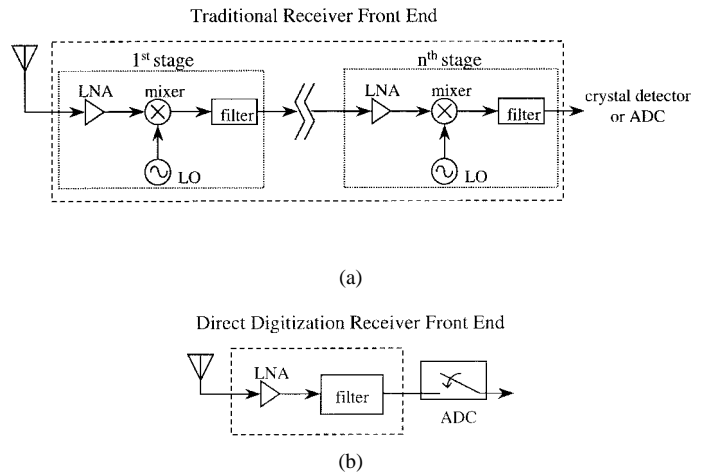 Traditional Receiver Front End
1st stage
nth stage
LNA
mixer
filter
LO
LNA
mixer
filter
LO
crystal detector
or ADC
(a)
Direct Digitization Receiver Front End
LNA
filter
ADC
(b)